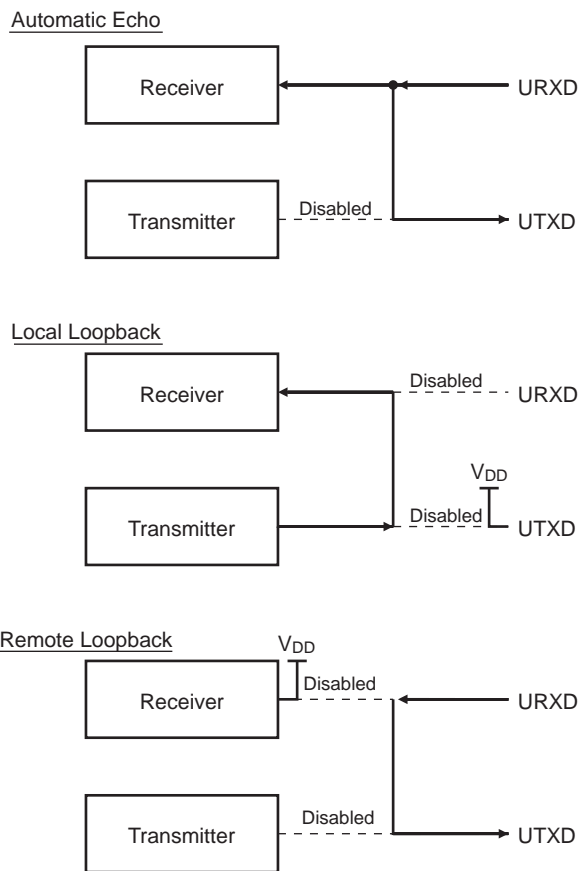 Automatic Echo
Receiver
URXD
Transmitter
Disabled
UTXD
Local Loopback
Receiver
Disabled
URXD
VDD
Transmitter
Disabled
UTXD
Remote Loopback
VDD
Receiver
Disabled
URXD
Transmitter
Disabled
UTXD